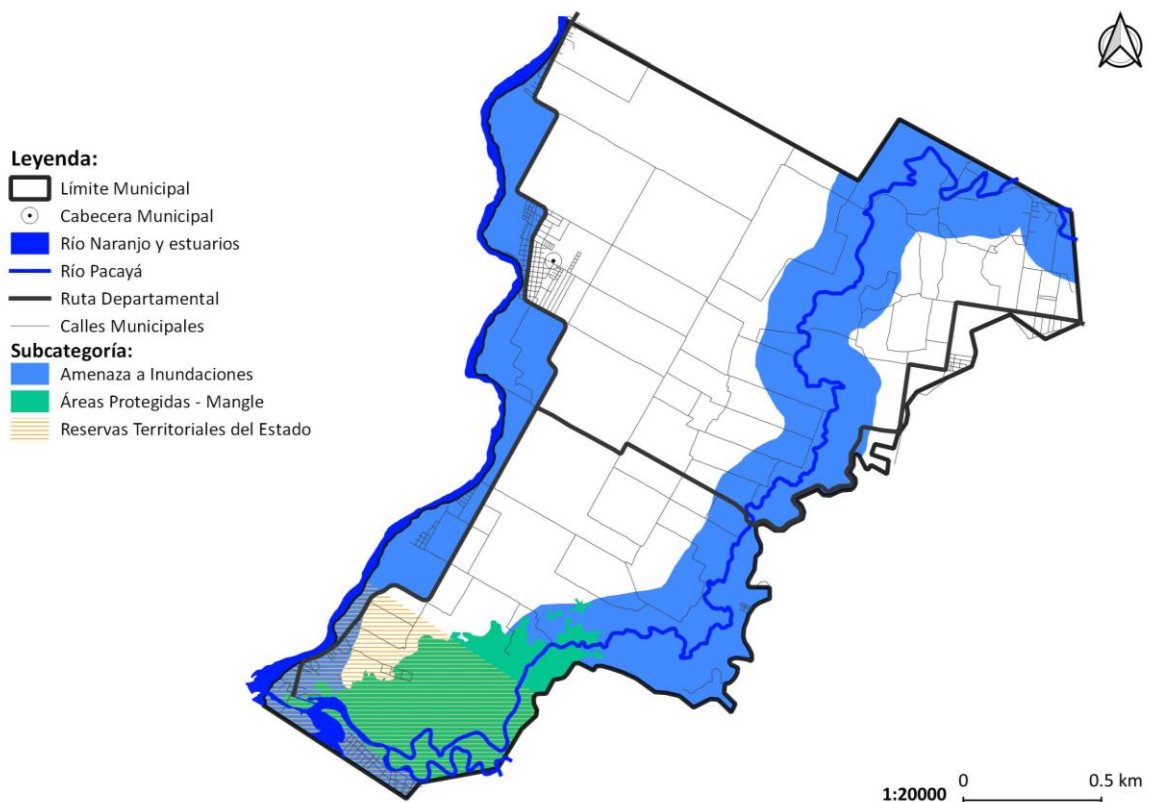 Leyenda:
Límite Municipal
Cabecera Municipal
Río Naranjo y estuarios
Río Pacayá
Ruta Departamental
Calles Municipales
Subcategoría:
Amenaza a Inundaciones
Áreas Protegidas - Mangle
Reservas Territoriales del Estado
1:20000
0
0.5 km